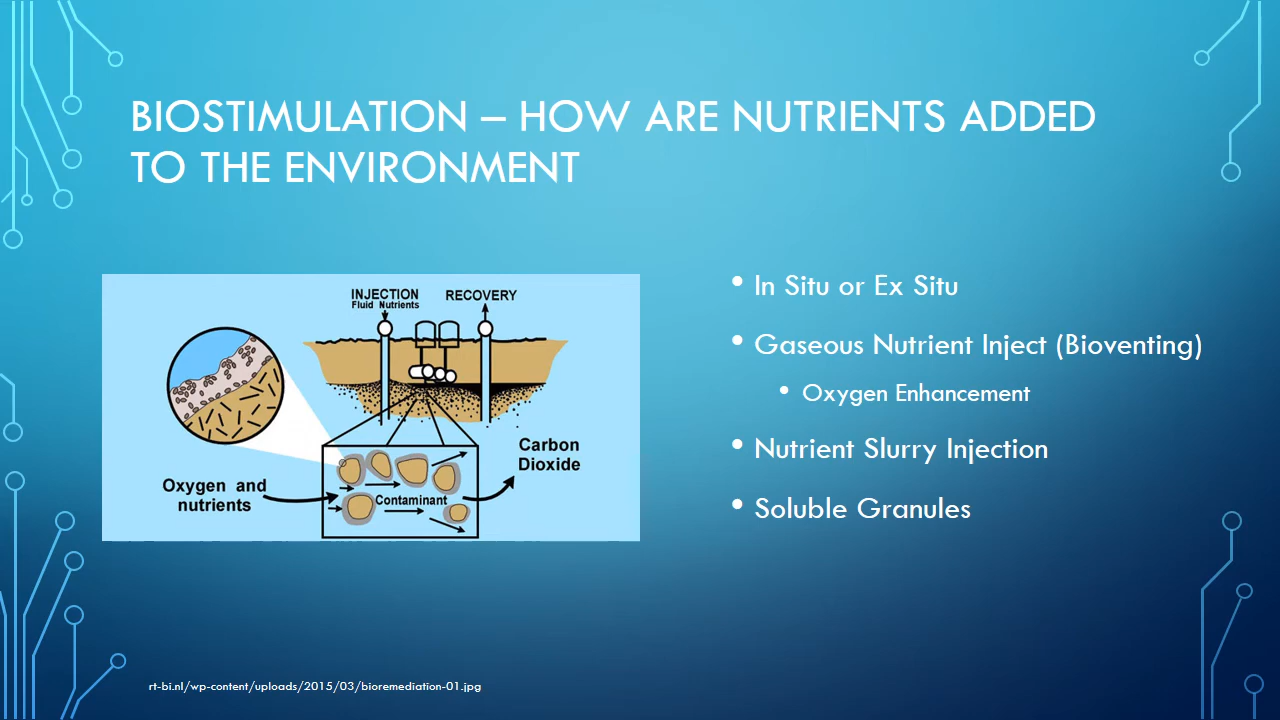 BIOSTIMULATION – HOW ARE NUTRIENTS ADDED
TO THE ENVIRONMENT
INJECTION
Fluid Nutrients
RECOVERY
Carbon
Dioxide
Oxygen and
nutrients
Contaminant
• In Situ or Ex Situ
• Gaseous Nutrient Inject (Bioventing)
• Oxygen Enhancement
• Nutrient Slurry Injection
• Soluble Granules
rt-bi.nl/wp-content/uploads/2015/03/bioremediation-01.jpg